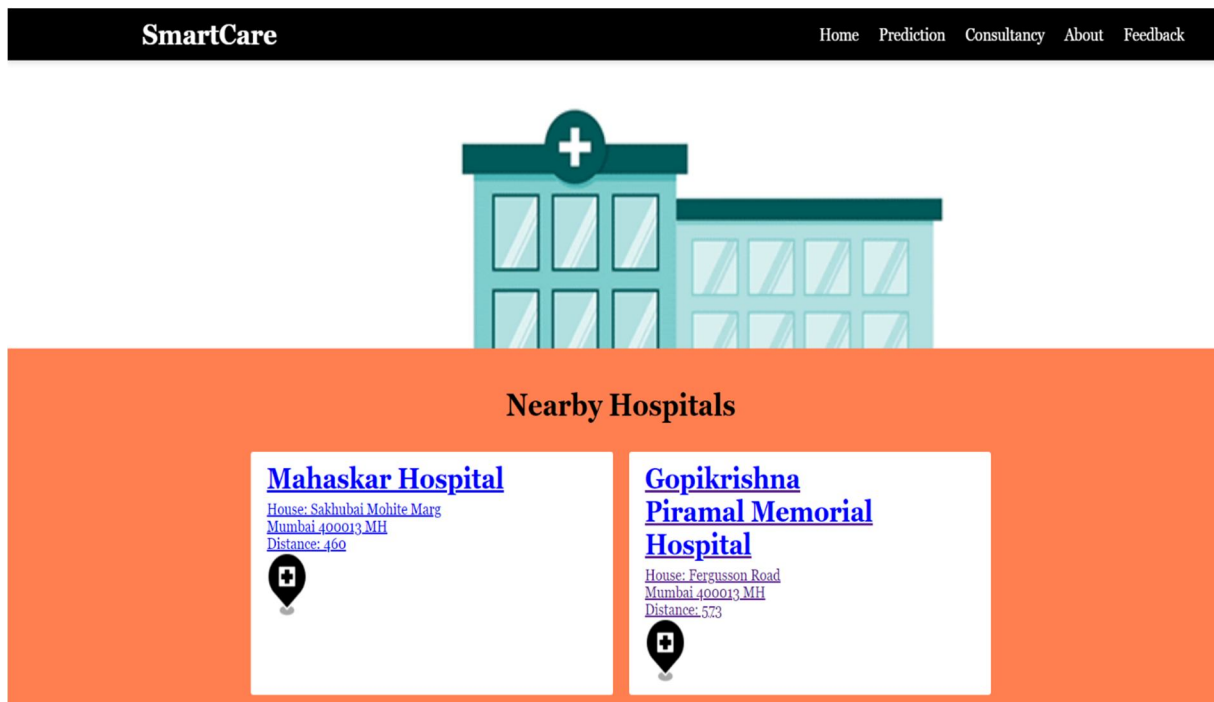 SmartCare
Home Prediction Consultancy About Feedback
Nearby Hospitals
Mahaskar Hospital
House: Sakhubai Mohite Marg
Mumbai 400013 MH
Distance: 460
Gopikrishna
Piramal Memorial
Hospital
House: Fergusson Road
Mumbai 400013 MH
Distance: 573